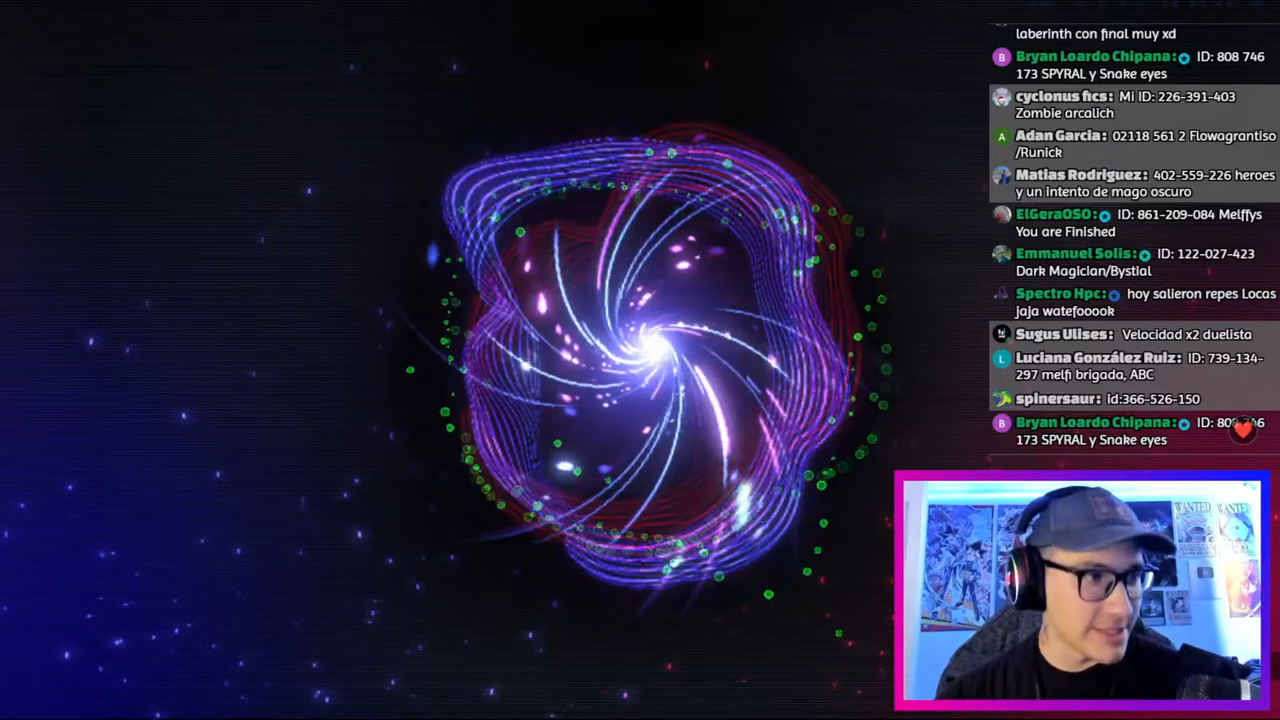 laberinth con final muy xd
Bryan Loardo Chipana: ID: 808 746
173 SPYRAL y Snake eyes
cyclonus fics: Mi ID: 226-391-403
Zombie arcalich
Adan Garcia: 02118 561 2 Flowagrantiso
/Runick
Matias Rodriguez: 402-559-226 heroes
y un intento de mago oscuro
ElGeraOSO: ID: 861-209-084 Melffys
You are Finished
Emmanuel Solis: ID: 122-027-423
Dark Magician/Bystial
Spectro Hpc: hoy salieron repes Locas
jaja watefooook
Sugus Ulises: Velocidad x2 duelista
Luciana González Ruiz: ID: 739-134-
297 melfi brigada, ABC
spinersaur: id:366-526-150
Bryan Loardo Chipana: ID:
173 SPYRAL y Snake eyes
WANTED
WANTED